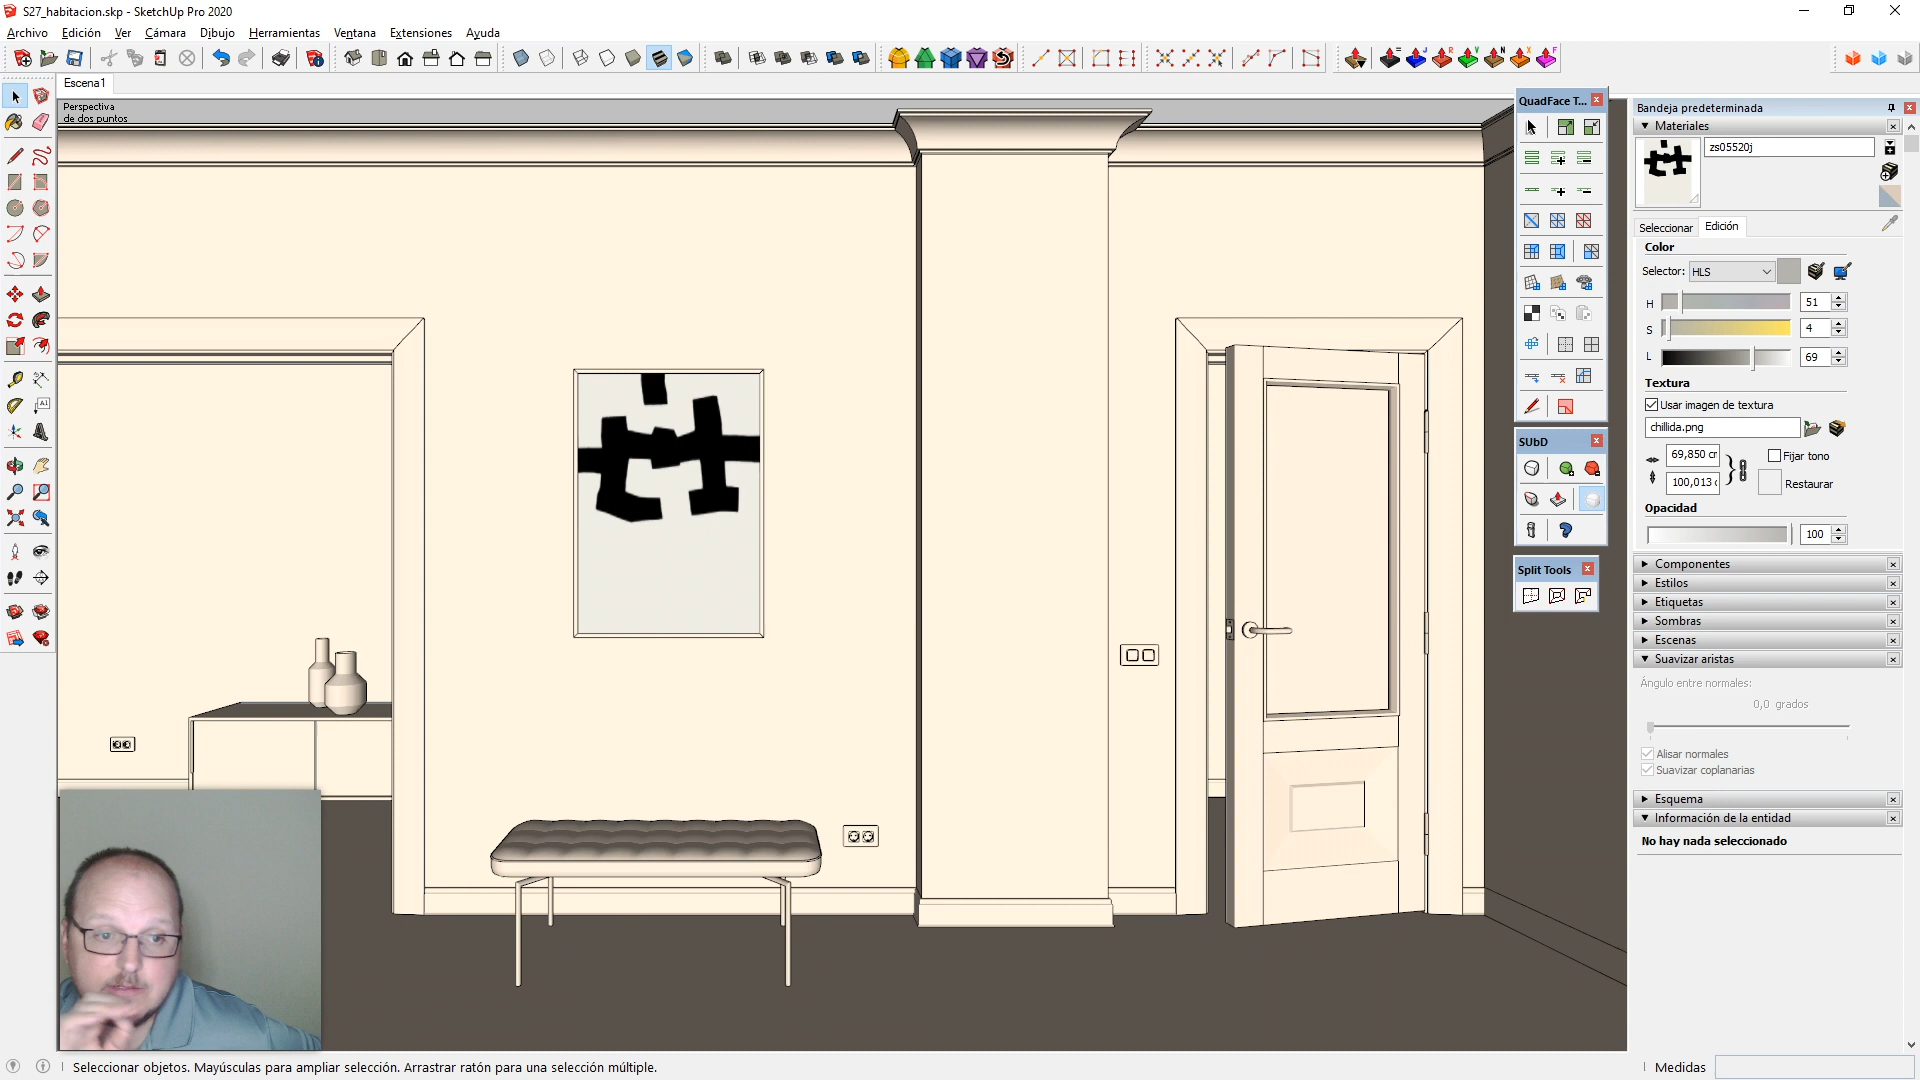 S27_habitacion.skp - SketchUp Pro 2020
Archivo Edición Ver Cámara Dibujo Herramientas Ventana Extensiones Ayuda
Escena1
Perspectiva
de dos puntos
QuadFace T...
SUbD
Split Tools
Bandeja predeterminada
Materiales
zs05520j
Seleccionar Edición
Color
Selector: HLS
H 51
S 4
L 69
Textura
Usar imagen de textura
chillida.png
69,850 cr
Fijar tono
100,013
Restaurar
Opacidad
100
Componentes
Estilos
Etiquetas
Sombras
Escenas
Suavizar aristas
Ángulo entre normales:
0,0 grados
Alisar normales
Suavizar coplanarias
Esquema
Información de la entidad
No hay nada seleccionado
Seleccionar objetos. Mayúsculas para ampliar selección. Arrastrar ratón para una selección múltiple.
Medidas